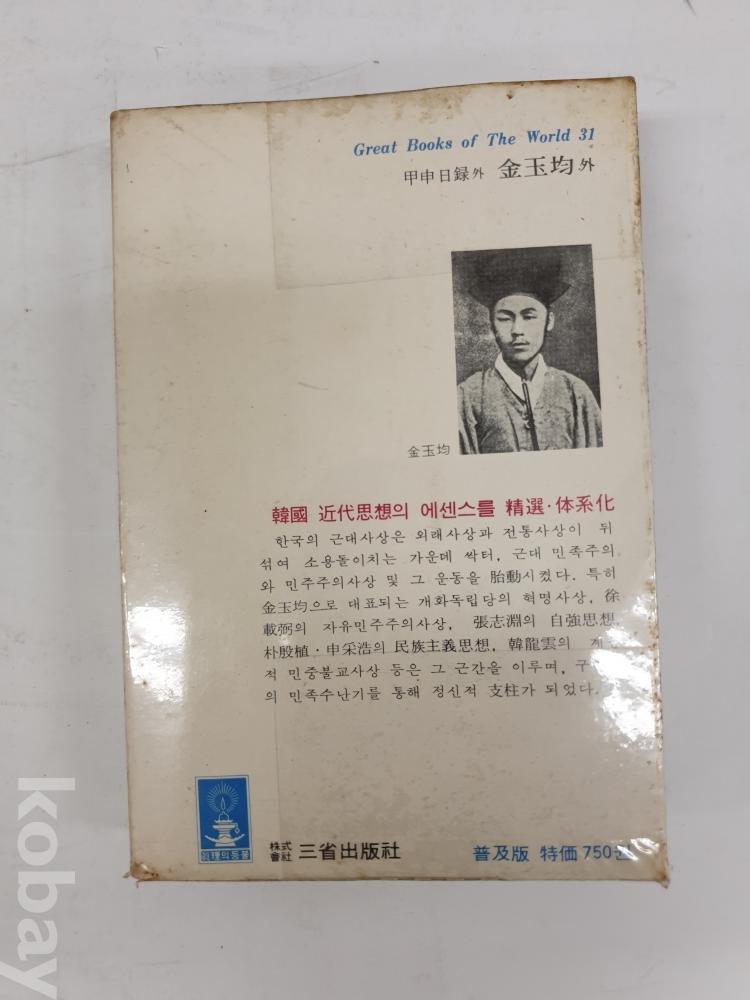 Great Books of The World 31
甲申日録外 金玉均外
金玉均
韓國 近代思想의 에센스를 精選·体系化
한국의 근대사상은 외래사상과 전통사상이 뒤
섞여 소용돌이치는 가운데 싹터, 근대 민족주의
와 민주주의사상 및 그 운동을 胎動시켰다. 특허
金玉均으로 대표되는 개화독립당의 혁명사상, 徐
載弼의 자유민주주의사상, 張志淵의 自強思想,
朴殷植·申采浩의 民族主義思想, 韓龍雲의
적 민중불교사상 등은 그 근간을 이루며,
의 민족수난기를 통해 정신적 支柱가 되었다.
眞理의등불
株式會社 三省出版社
普及版 特価 750원
kobay